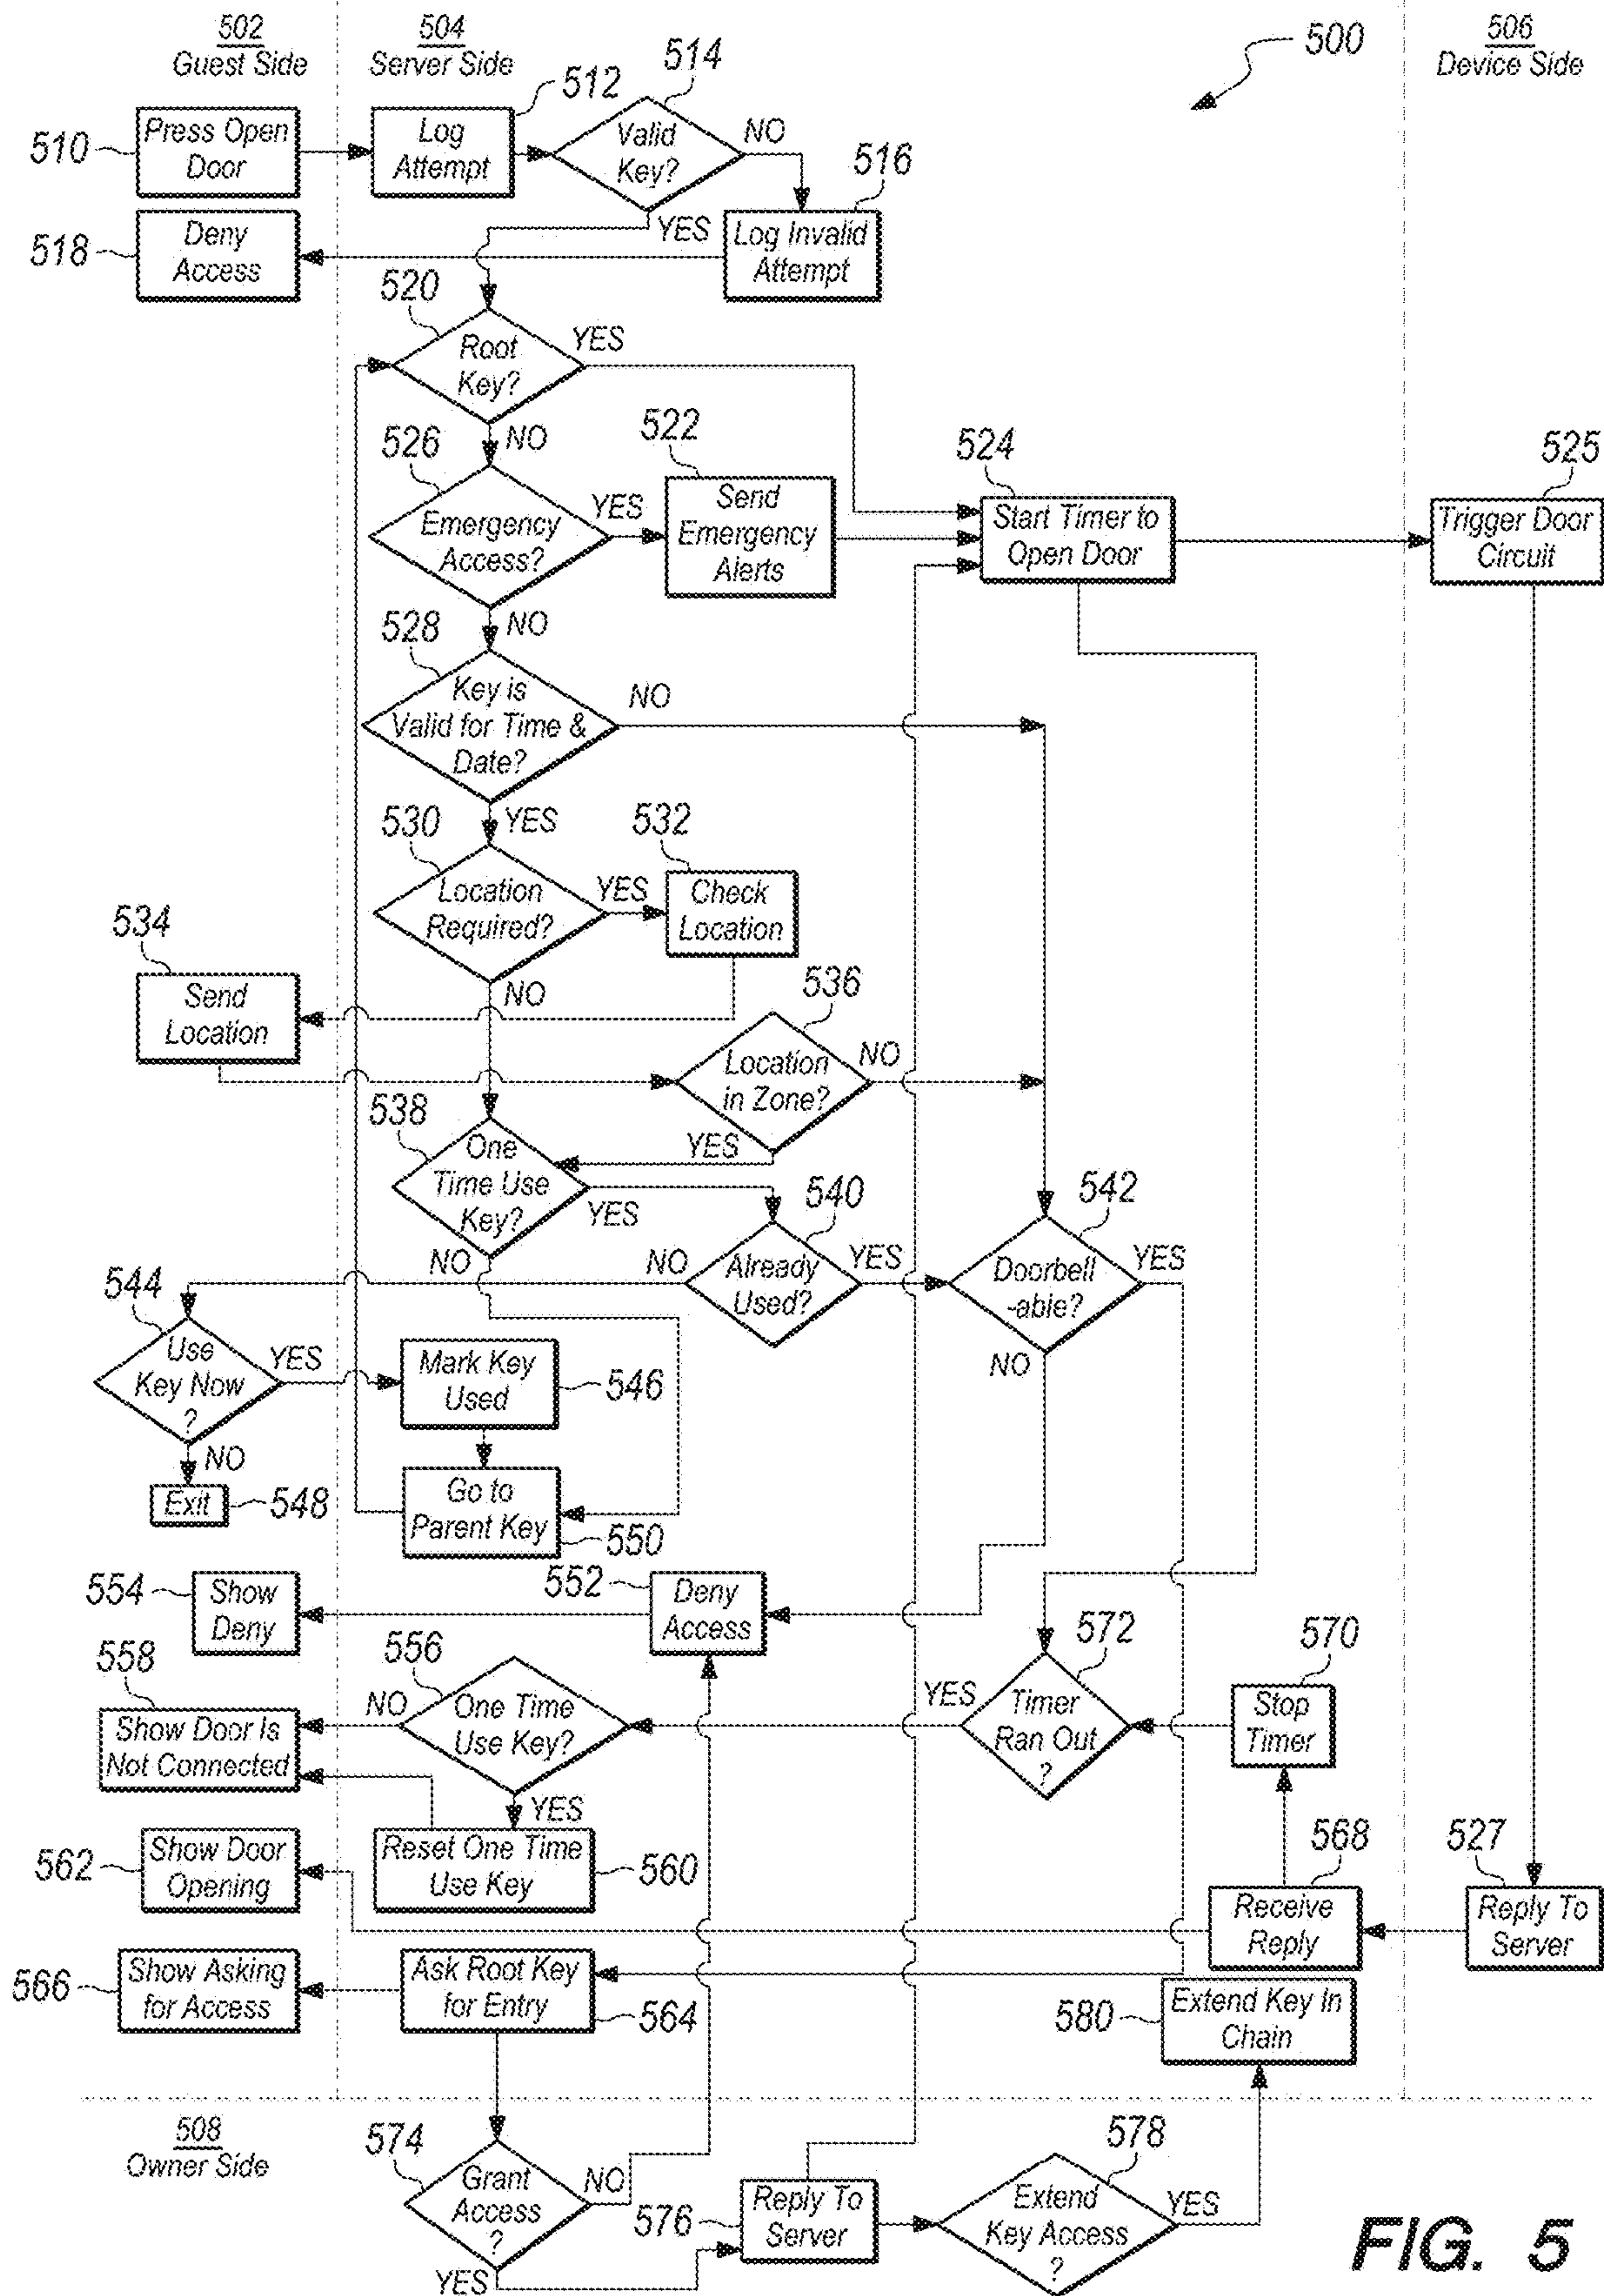 502
Guest Side
504
Server Side
500
506
Device Side
510
Press Open
Door
512
Log
Attempt
514
Valid
Key?
NO
YES
516
Log Invalid
Attempt
518
Deny
Access
520
Root
Key?
YES
NO
526
Emergency
Access?
YES
NO
522
Send
Emergency
Alerts
524
Start Timer to
Open Door
525
Trigger Door
Circuit
528
Key is
Valid for Time &
Date?
NO
YES
530
Location
Required?
YES
NO
532
Check
Location
534
Send
Location
536
Location
in Zone?
NO
YES
538
One
Time Use
Key?
YES
NO
540
Already
Used?
NO
YES
542
Doorbell
-able?
YES
NO
544
Use
Key Now
?
YES
NO
Mark Key
Used
546
Exit
548
Go to
Parent Key
550
552
Deny
Access
554
Show
Deny
556
One Time
Use Key?
NO
YES
558
Show Door Is
Not Connected
572
Timer
Ran Out
?
YES
570
Stop
Timer
Reset One Time
Use Key
560
562
Show Door
Opening
568
Receive
Reply
527
Reply To
Server
566
Show Asking
for Access
Ask Root Key
for Entry
564
580
Extend Key In
Chain
508
Owner Side
574
Grant
Access
?
NO
YES
576
Reply To
Server
578
Extend
Key Access
?
YES
FIG. 5